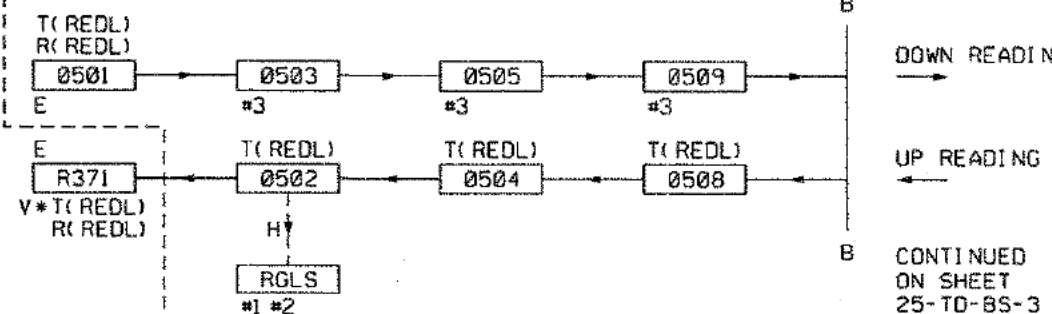 B
T( REDL)
R( REDL)
0501 0503 0505 0509
E #3 #3 #3
DOWN READIN
E T( REDL) T( REDL) T( REDL)
R371 0502 0504 0508
V*T( REDL)
R( REDL)
UP READING
H
RGLS
#1 #2
B
CONTINUED
ON SHEET
25-TD-BS-3